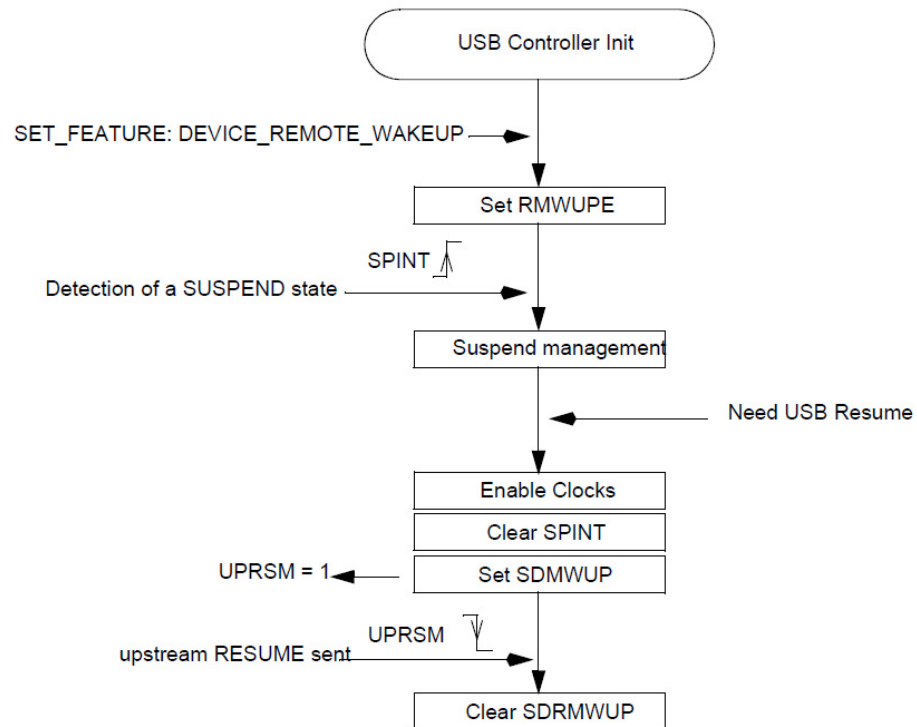 USB Controller Init
SET_FEATURE: DEVICE_REMOTE_WAKEUP
Set RMWUPE
SPINT
Detection of a SUSPEND state
Suspend management
Need USB Resume
Enable Clocks
Clear SPINT
UPRSM = 1
Set SDMWUP
UPRSM
upstream RESUME sent
Clear SDRMWUP